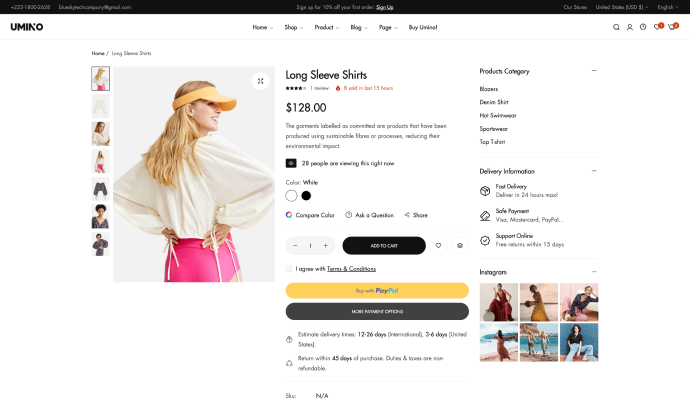 +222-1800-2628
blueskytechcompany@gmail.com
Sign up for 10% off your first order: Sign Up
Our Stores
United States (USD $)
English
UMINO
Home
Shop
Product
Blog
Page
Buy Umino!
Home / Long Sleeve Shirts
Long Sleeve Shirts
1 review
8 sold in last 15 hours
$128.00
The garments labelled as committed are products that have been
produced using sustainable fibres or processes, reducing their
environmental impact.
28 people are viewing this right now
Color: White
Compare Color
Ask a Question
Share
− 1 +
ADD TO CART
I agree with Terms & Conditions
Buy with PayPal
MORE PAYMENT OPTIONS
Estimate delivery times: 12-26 days (International), 3-6 days (United
States).
Return within 45 days of purchase. Duties & taxes are non-
refundable.
Sku: N/A
Products Category
Blazers
Denim Shirt
Hot Swimwear
Sportswear
Top T-shirt
Delivery Information
Fast Delivery
Deliver in 24 hours max!
Safe Payment
Visa, Mastercard, PayPal...
Support Online
Free returns within 15 days
Instagram